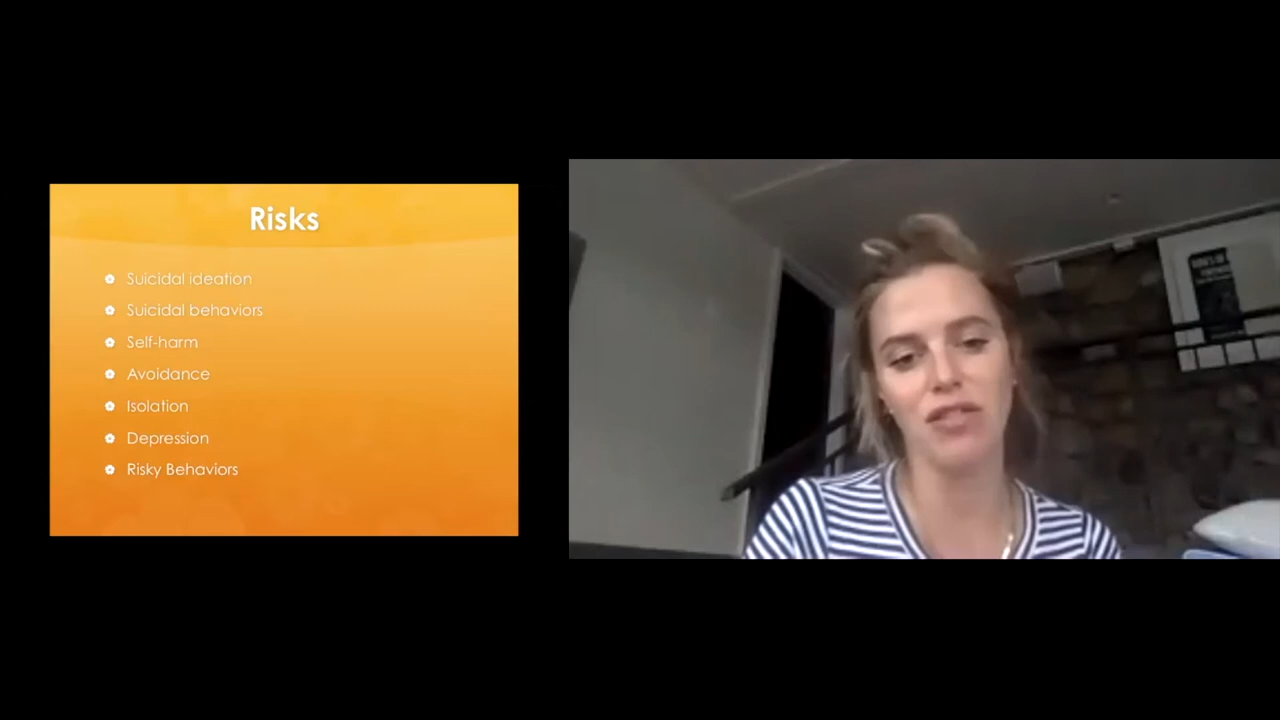 Risks
Suicidal ideation
Suicidal behaviors
Self-harm
Avoidance
Isolation
Depression
Risky Behaviors